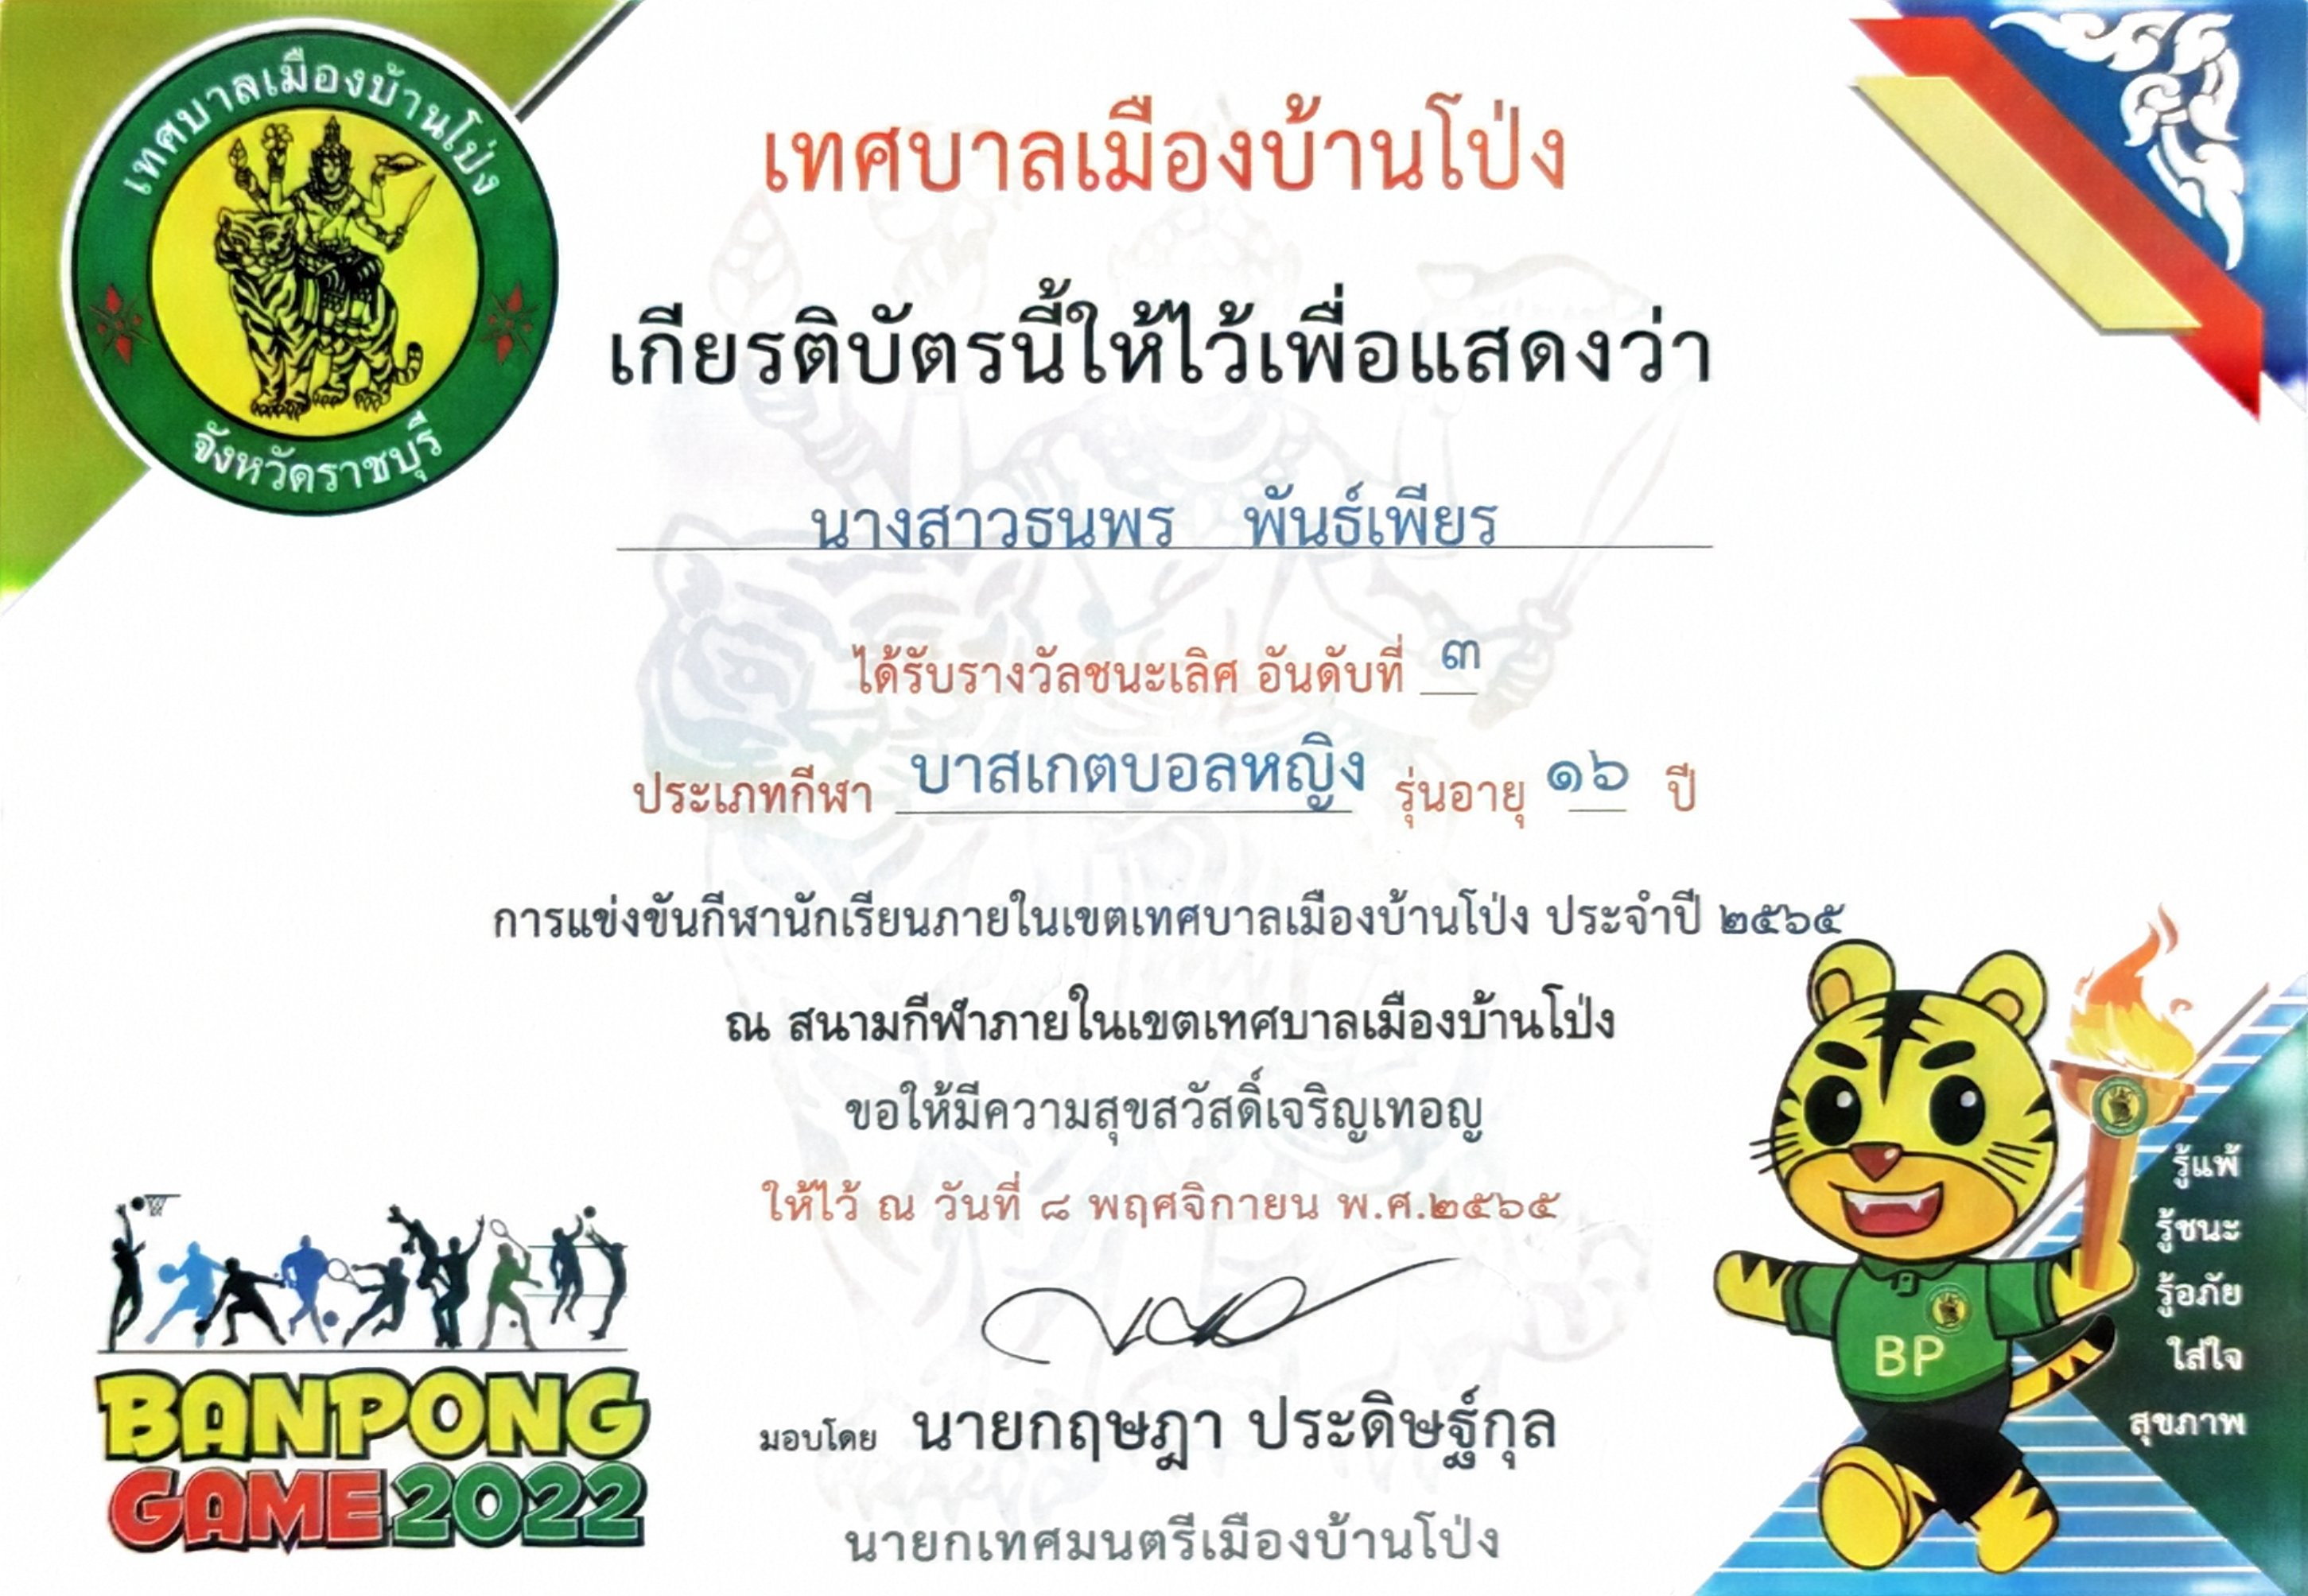 เทศบาลเมืองบ้านโป่ง
จังหวัดราชบุรี
เทศบาลเมืองบ้านโป่ง
เกียรติบัตรนี้ให้ไว้เพื่อแสดงว่า
นางสาวธนพร พันธ์เพียร
ได้รับรางวัลชนะเลิศ อันดับที่ ๓
ประเภทกีฬา บาสเกตบอลหญิง รุ่นอายุ ๑๖ ปี
การแข่งขันกีฬานักเรียนภายในเขตเทศบาลเมืองบ้านโป่ง ประจำปี ๒๕๖๕
ณ สนามกีฬาภายในเขตเทศบาลเมืองบ้านโป่ง
ขอให้มีความสุขสวัสดิ์เจริญเทอญ
ให้ไว้ ณ วันที่ ๘ พฤศจิกายน พ.ศ.๒๕๖๕
มอบโดย นายกฤษฎา ประดิษฐ์กุล
นายกเทศมนตรีเมืองบ้านโป่ง
BANPONG
GAME 2022
BP
รู้แพ้
รู้ชนะ
รู้อภัย
ใส่ใจ
สุขภาพ